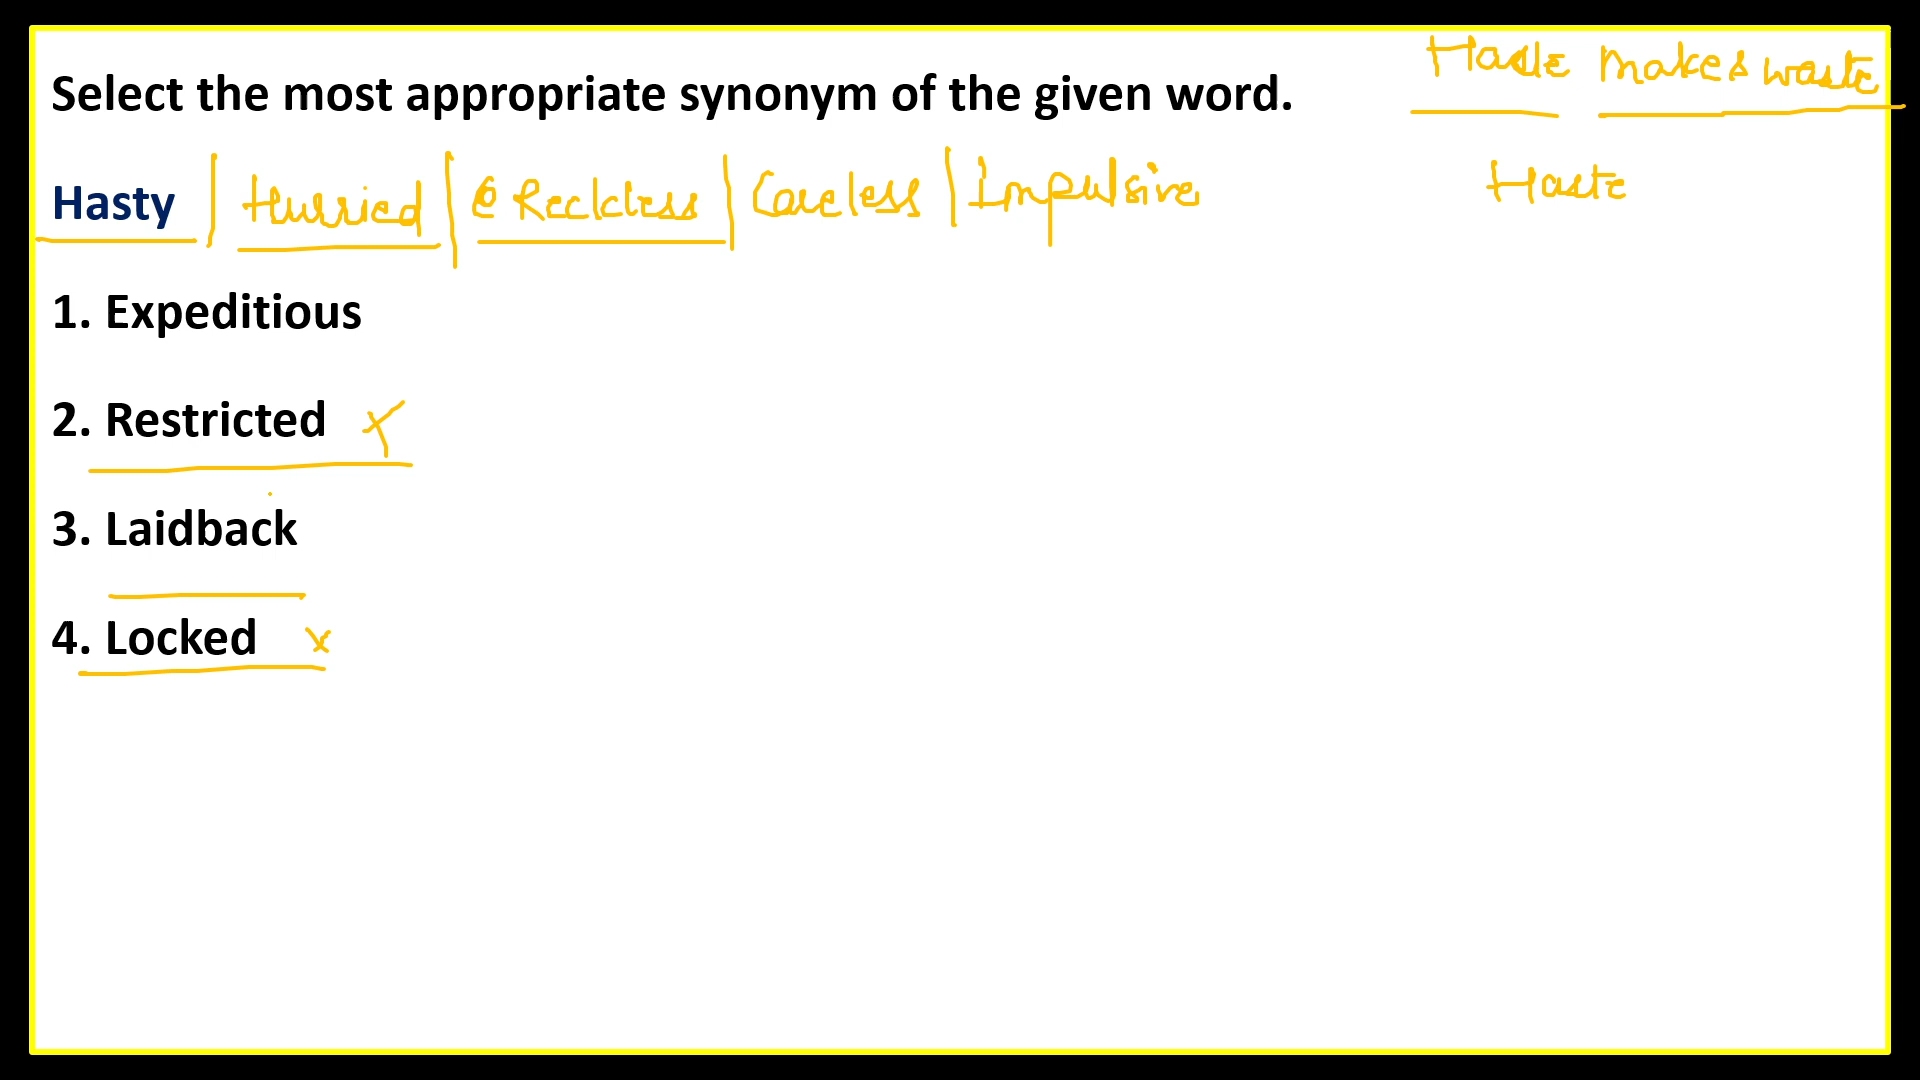 Haste makes waste
Select the most appropriate synonym of the given word.
Hasty | Hurried | Reckless | Careless | Impulsive
Haste
1. Expeditious
2. Restricted x
3. Laidback
4. Locked x